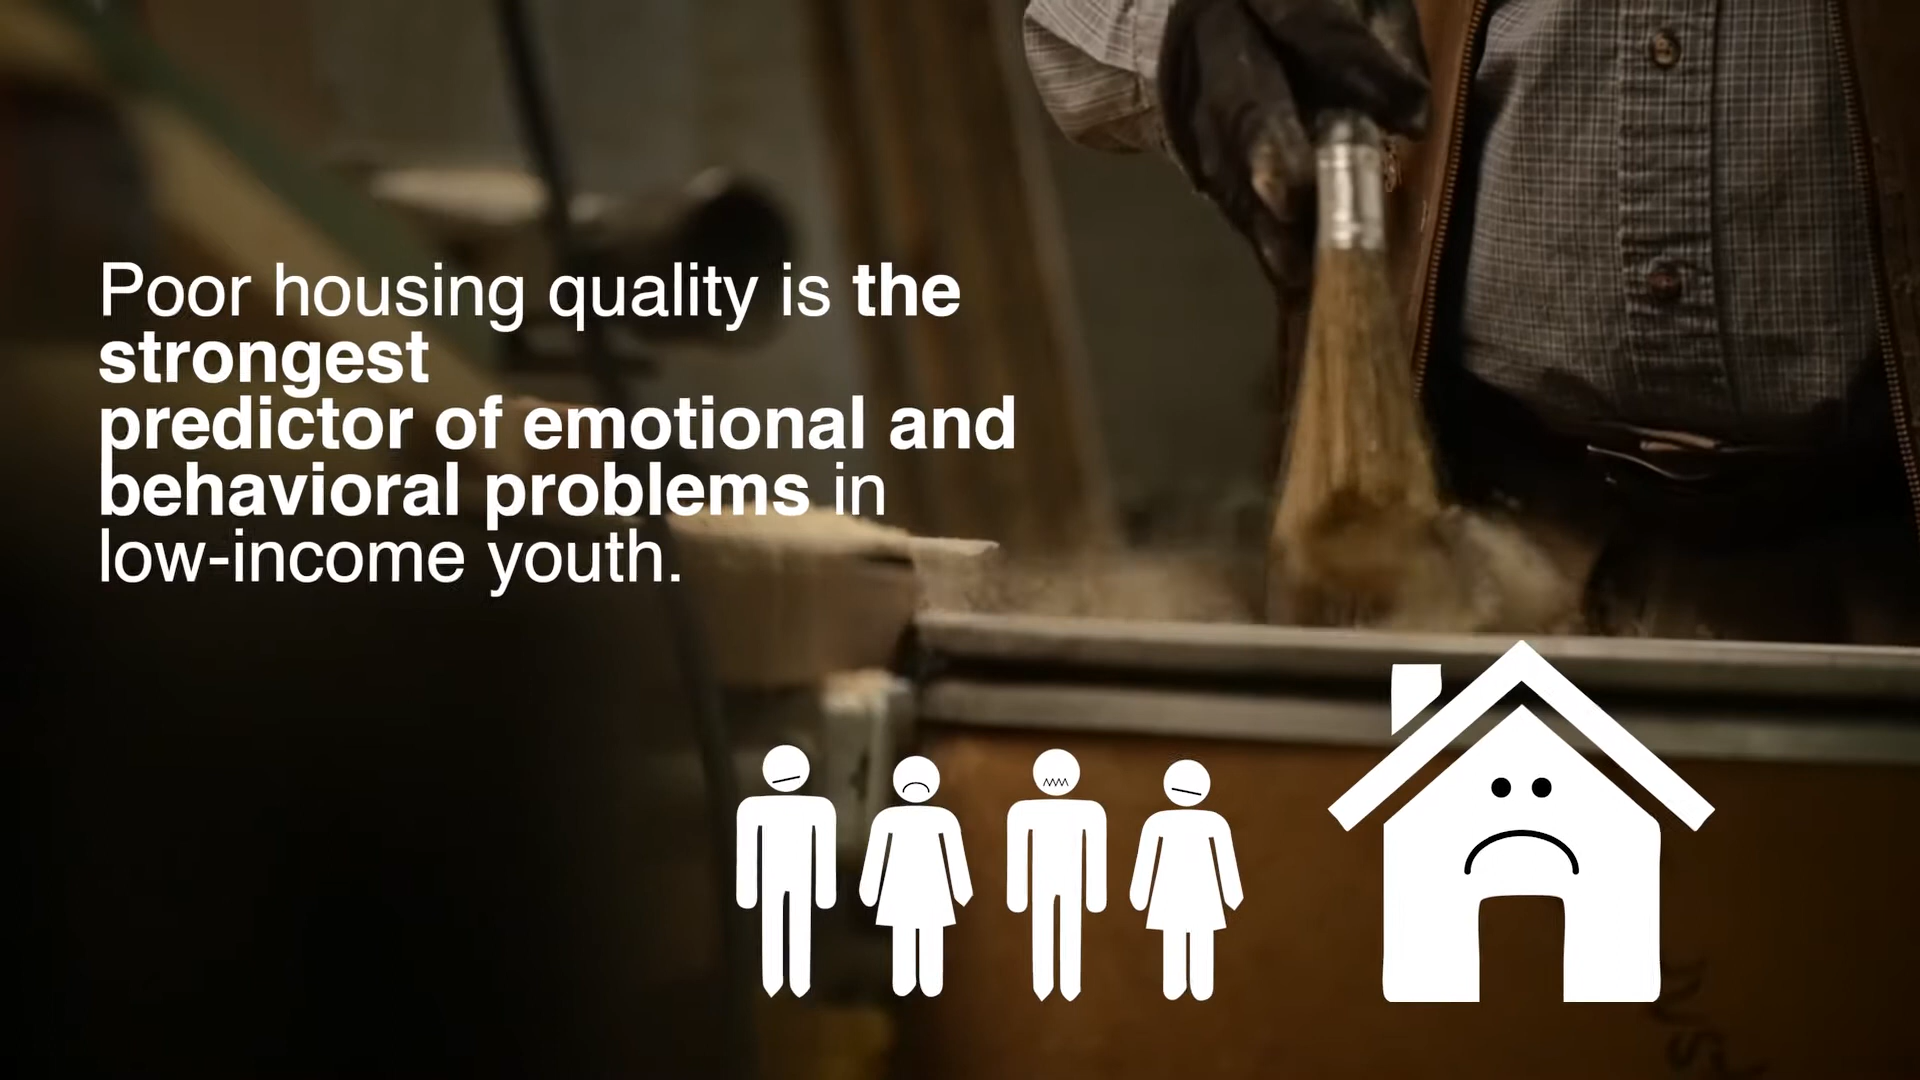 Poor housing quality is the
strongest
predictor of emotional and
behavioral problems in
low-income youth.